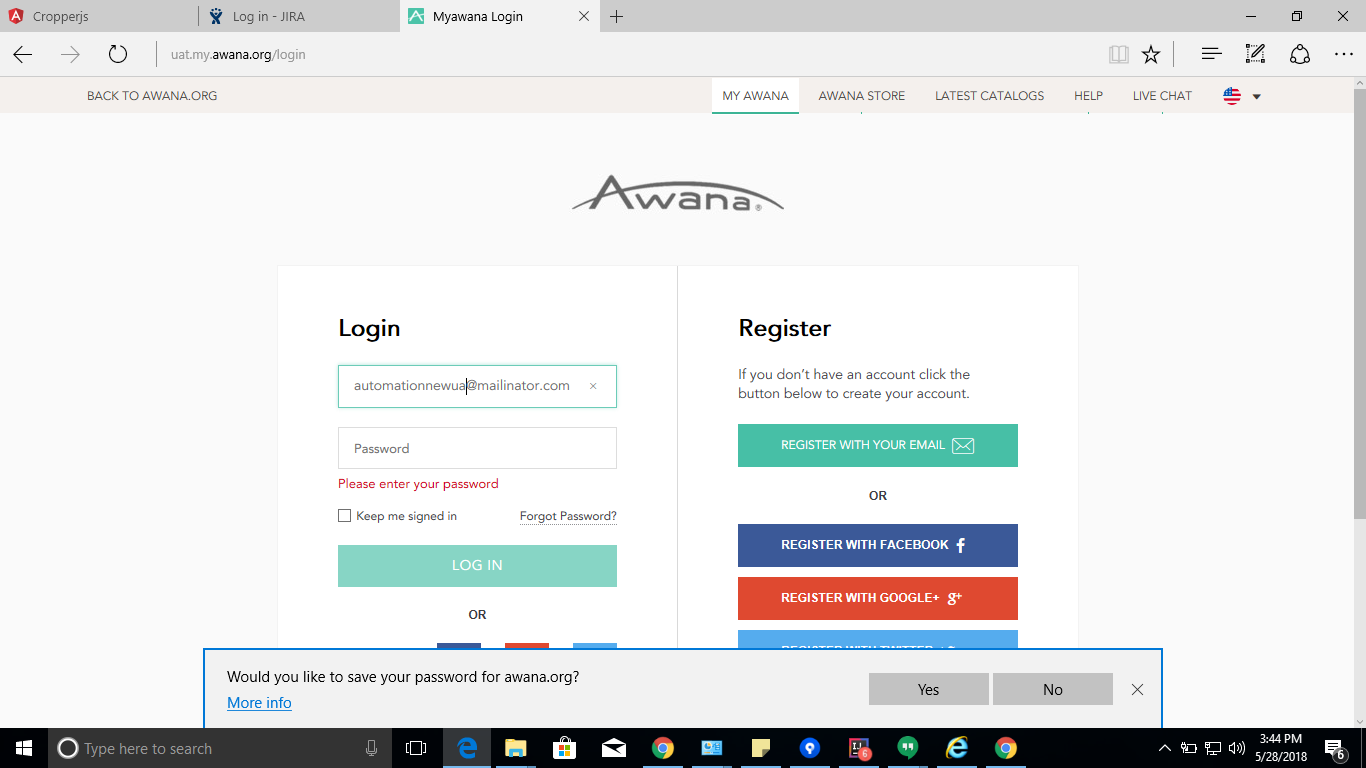 Cropperjs
Log in - JIRA
Myawana Login
uat.my.awana.org/login
BACK TO AWANA.ORG
MY AWANA
AWANA STORE
LATEST CATALOGS
HELP
LIVE CHAT
Awana®
Login
automationnewua@mailinator.com
Password
Please enter your password
Keep me signed in
Forgot Password?
LOG IN
OR
Register
If you don't have an account click the
button below to create your account.
REGISTER WITH YOUR EMAIL
OR
REGISTER WITH FACEBOOK f
REGISTER WITH GOOGLE+ g+
REGISTER WITH TWITTER
Would you like to save your password for awana.org?
More info
Yes
No
Type here to search
6
3:44 PM
5/28/2018
6